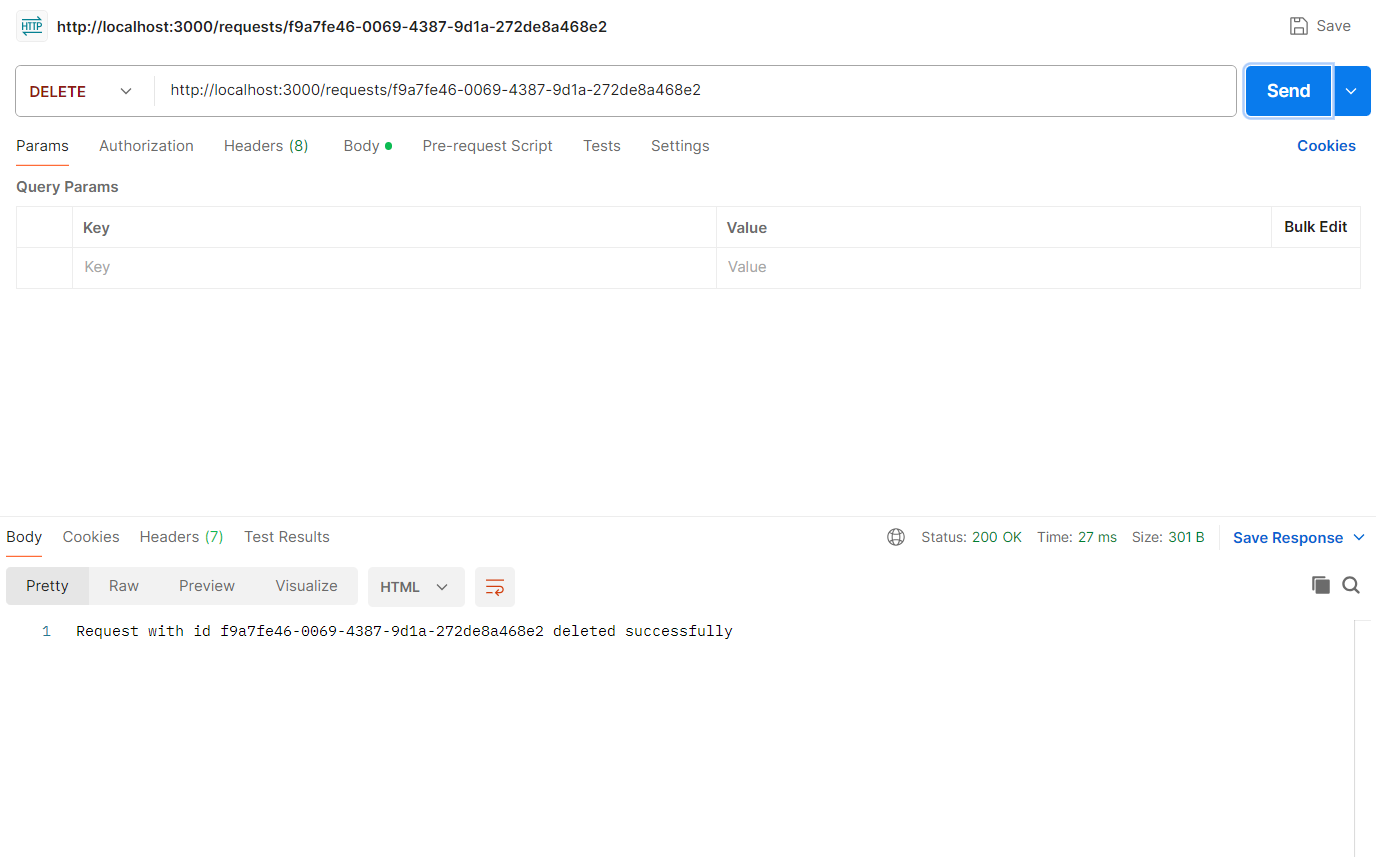 HTTP http://localhost:3000/requests/f9a7fe46-0069-4387-9d1a-272de8a468e2 Save
DELETE http://localhost:3000/requests/f9a7fe46-0069-4387-9d1a-272de8a468e2 Send
Params Authorization Headers (8) Body Pre-request Script Tests Settings Cookies
Query Params
Key Value Bulk Edit
Key Value
Body Cookies Headers (7) Test Results Status: 200 OK Time: 27 ms Size: 301 B Save Response
Pretty Raw Preview Visualize HTML
1 Request with id f9a7fe46-0069-4387-9d1a-272de8a468e2 deleted successfully